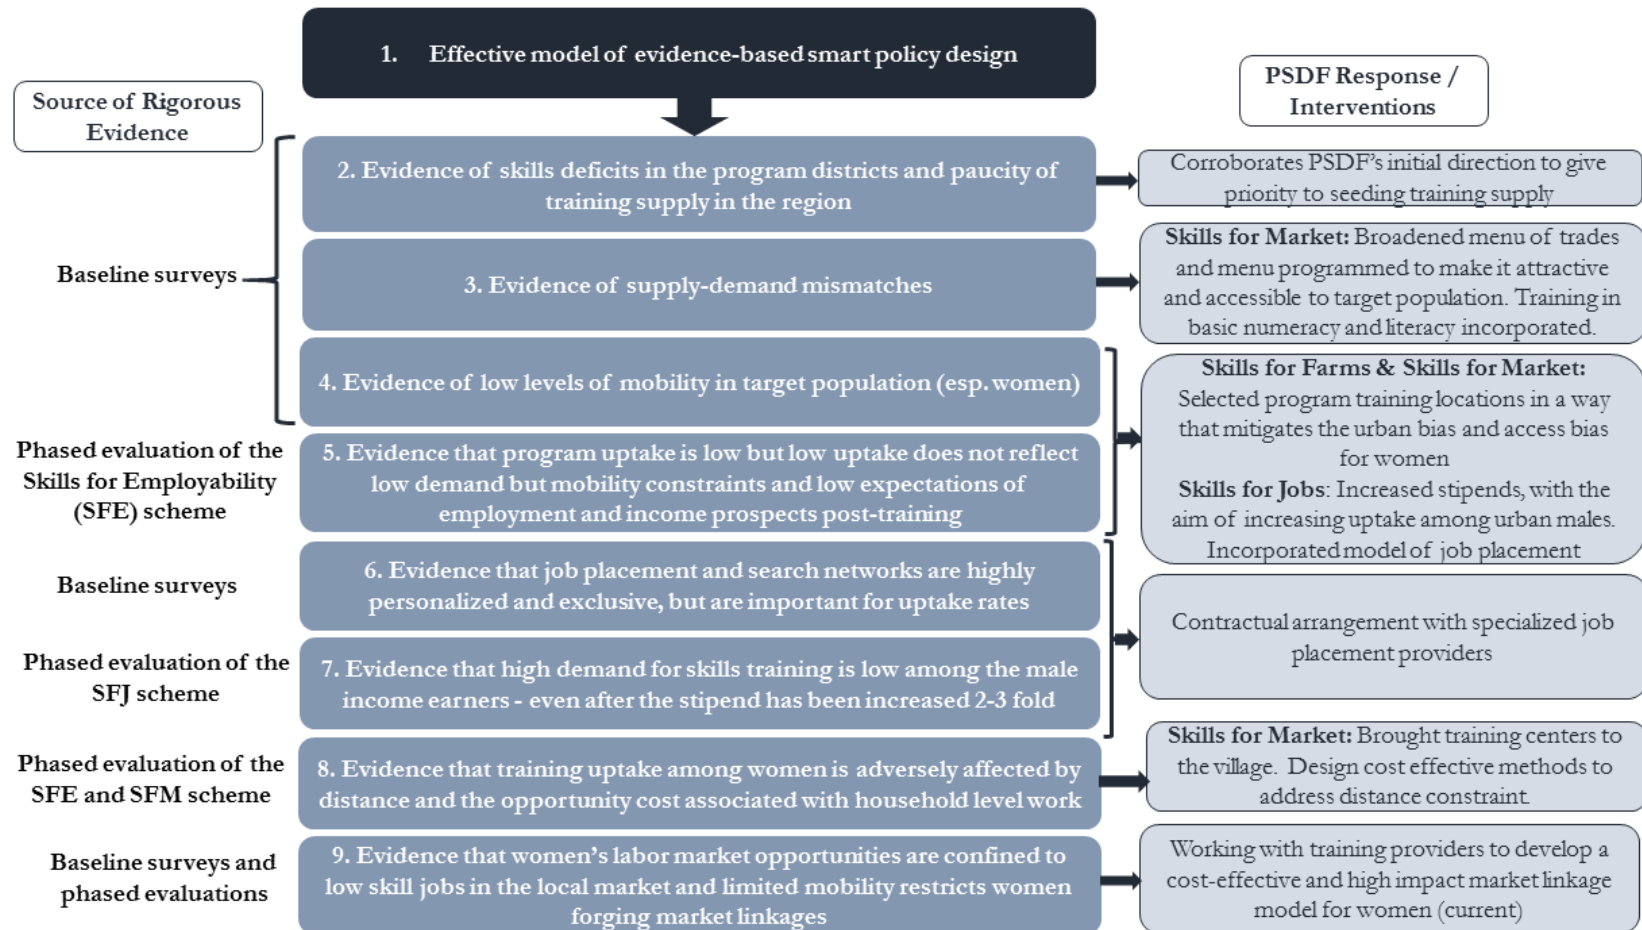 1. Effective model of evidence-based smart policy design
Source of Rigorous
Evidence
PSDF Response /
Interventions
Baseline surveys
2. Evidence of skills deficits in the program districts and paucity of
training supply in the region
Corroborates PSDF's initial direction to give
priority to seeding training supply
3. Evidence of supply-demand mismatches
Skills for Market: Broadened menu of trades
and menu programmed to make it attractive
and accessible to target population. Training in
basic numeracy and literacy incorporated.
4. Evidence of low levels of mobility in target population (esp. women)
Phased evaluation of the
Skills for Employability
(SFE) scheme
5. Evidence that program uptake is low but low uptake does not reflect
low demand but mobility constraints and low expectations of
employment and income prospects post-training
Skills for Farms & Skills for Market:
Selected program training locations in a way
that mitigates the urban bias and access bias
for women
Skills for Jobs: Increased stipends, with the
aim of increasing uptake among urban males.
Incorporated model of job placement
Baseline surveys
6. Evidence that job placement and search networks are highly
personalized and exclusive, but are important for uptake rates
Phased evaluation of the
SFJ scheme
7. Evidence that high demand for skills training is low among the male
income earners - even after the stipend has been increased 2-3 fold
Contractual arrangement with specialized job
placement providers
Phased evaluation of the
SFE and SFM scheme
8. Evidence that training uptake among women is adversely affected by
distance and the opportunity cost associated with household level work
Skills for Market: Brought training centers to
the village. Design cost effective methods to
address distance constraint.
Baseline surveys and
phased evaluations
9. Evidence that women's labor market opportunities are confined to
low skill jobs in the local market and limited mobility restricts women
forging market linkages
Working with training providers to develop a
cost-effective and high impact market linkage
model for women (current)